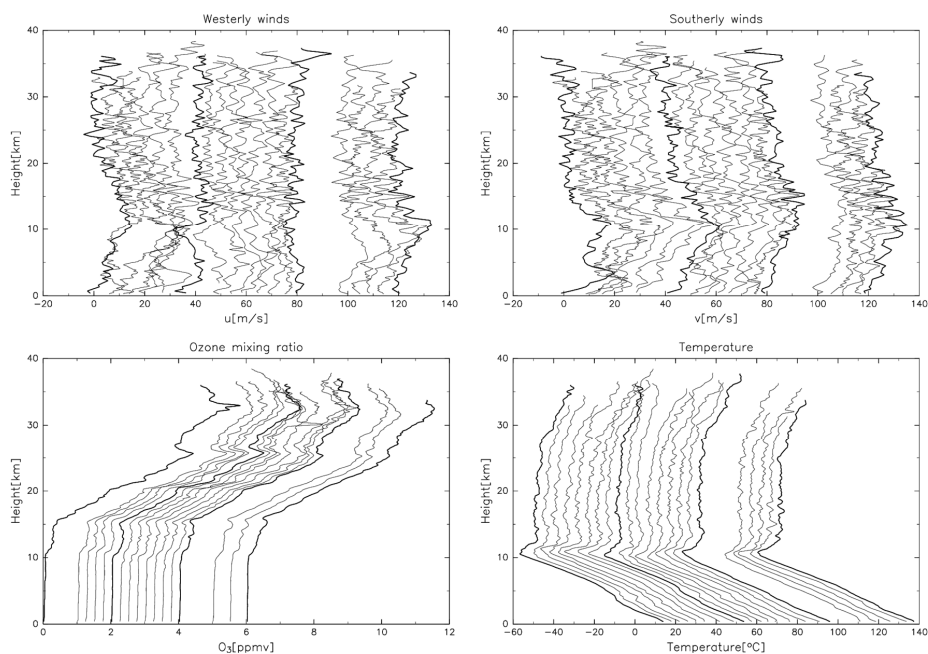 Westerly winds
40
30
20
10
0
Height[km]
−20 0 20 40 60 80 100 120 140
u[m/s]
Southerly winds
40
30
20
10
0
Height[km]
0 20 40 60 80 100 120 140
v[m/s]
Ozone mixing ratio
40
30
20
10
0
Height[km]
0 2 4 6 8 10 12
O₃[ppmv]
Temperature
40
30
20
10
0
Height[km]
−60 −40 −20 0 20 40 60 80 100 120 140
Temperature[°C]